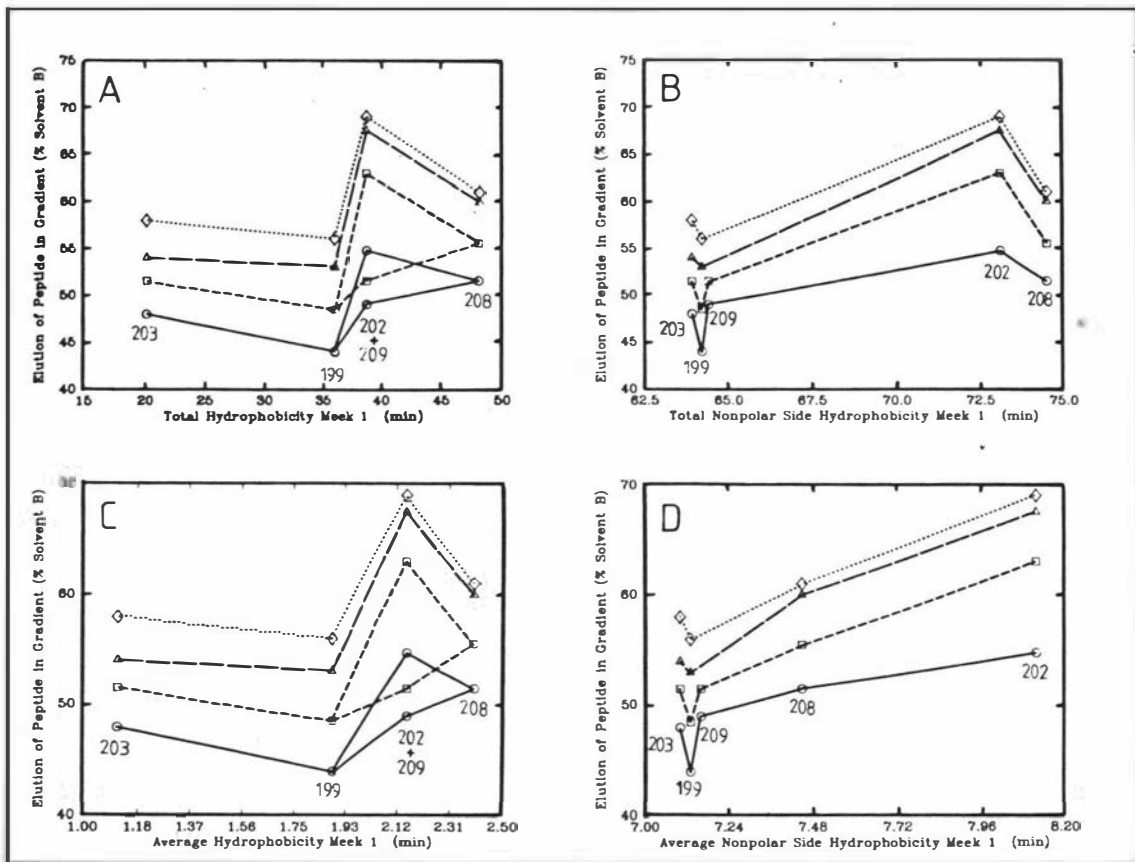 A
Elution of Peptide in Gradient (% Solvent B)
75
70
65
60
55
50
45
40
203
199
202
+
209
208
15 20 25 30 35 40 45 50
Total Hydrophobicity Meek 1 (min)
B
Elution of Peptide in Gradient (% Solvent B)
75
70
65
60
55
50
45
40
203
199
209
202
208
62.5 65.0 67.5 70.0 72.5 75.0
Total Nonpolar Side Hydrophobicity Meek 1 (min)
C
Elution of Peptide in Gradient (% Solvent B)
60
50
40
203
199
202
+
209
208
1.00 1.18 1.37 1.56 1.75 1.93 2.12 2.31 2.50
Average Hydrophobicity Meek 1 (min)
D
Elution of Peptide in Gradient (% Solvent B)
70
60
50
40
203
199
209
208
202
7.00 7.24 7.48 7.72 7.96 8.20
Average Nonpolar Side Hydrophobicity Meek 1 (min)